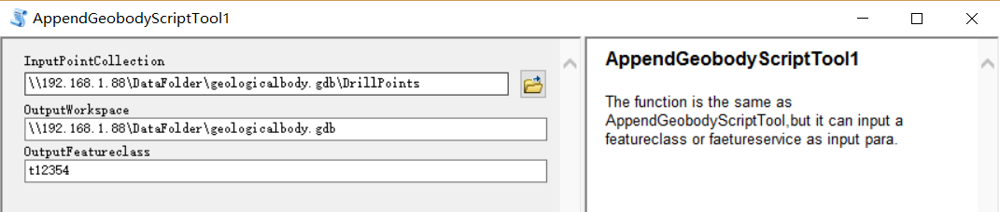 AppendGeobodyScriptTool1
InputPointCollection
\\192.168.1.88\DataFolder\geologicalbody.gdb\DrillPoints
OutputWorkspace
\\192.168.1.88\DataFolder\geologicalbody.gdb
OutputFeatureclass
t12354
AppendGeobodyScriptTool1
The function is the same as
AppendGeobodyScriptTool,but it can input a
featureclass or faetureservice as input para.